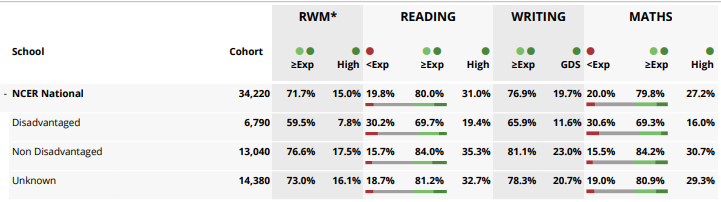 RWM* READING WRITING MATHS
School Cohort ≥Exp High <Exp ≥Exp High ≥Exp GDS <Exp ≥Exp High
- NCER National 34,220 71.7% 15.0% 19.8% 80.0% 31.0% 76.9% 19.7% 20.0% 79.8% 27.2%
Disadvantaged 6,790 59.5% 7.8% 30.2% 69.7% 19.4% 65.9% 11.6% 30.6% 69.3% 16.0%
Non Disadvantaged 13,040 76.6% 17.5% 15.7% 84.0% 35.3% 81.1% 23.0% 15.5% 84.2% 30.7%
Unknown 14,380 73.0% 16.1% 18.7% 81.2% 32.7% 78.3% 20.7% 19.0% 80.9% 29.3%